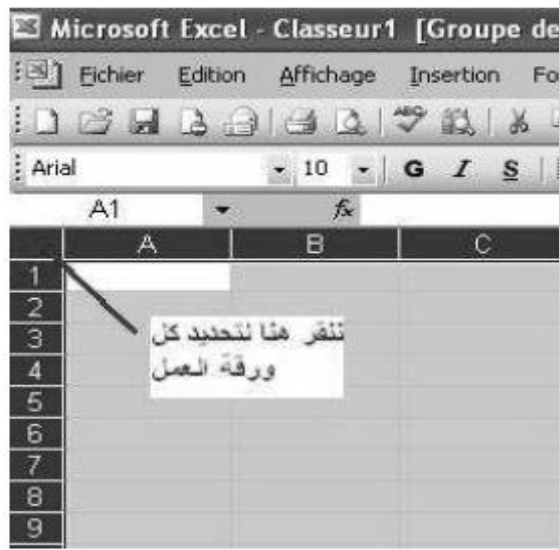 Microsoft Excel - Classeur1 [Groupe de
Fichier Edition Affichage Insertion Fo
Arial 10 G I S
A1 fx
A B C
1
2
3
4
5
6
7
8
9
ننقر هنا لتحديد كل
ورقة العمل